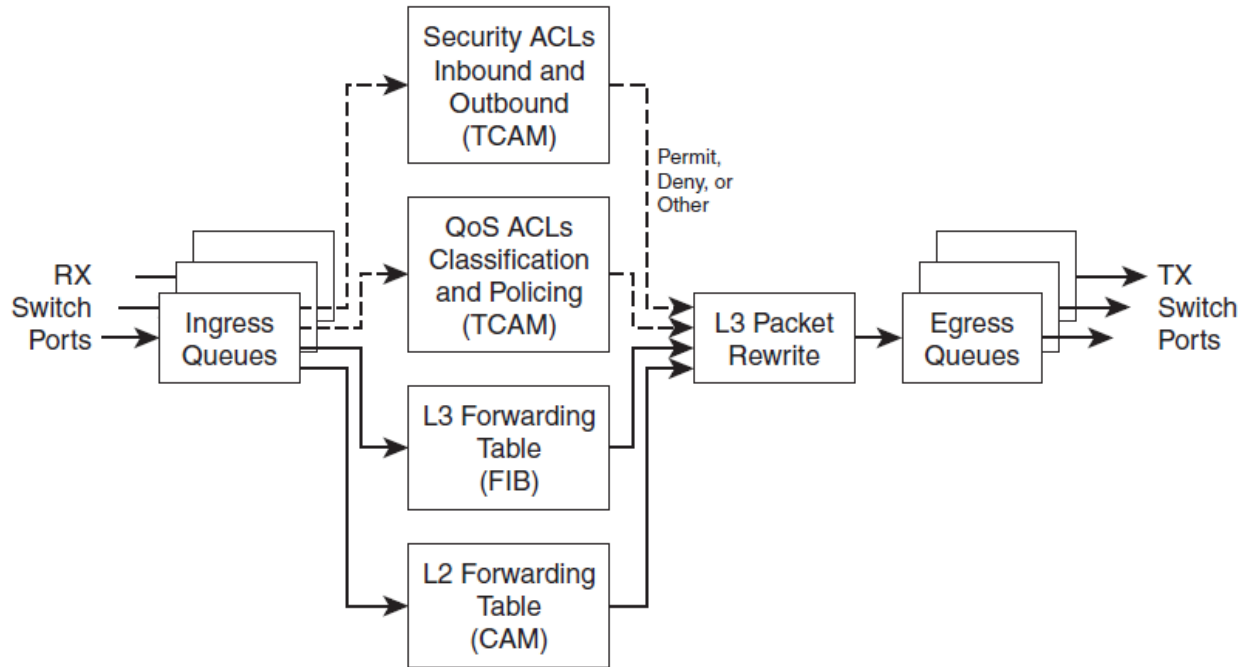 Security ACLs
Inbound and
Outbound
(TCAM)
Permit,
Deny, or
Other
QoS ACLs
Classification
and Policing
(TCAM)
RX
Switch
Ports
Ingress
Queues
L3 Packet
Rewrite
Egress
Queues
TX
Switch
Ports
L3 Forwarding
Table
(FIB)
L2 Forwarding
Table
(CAM)